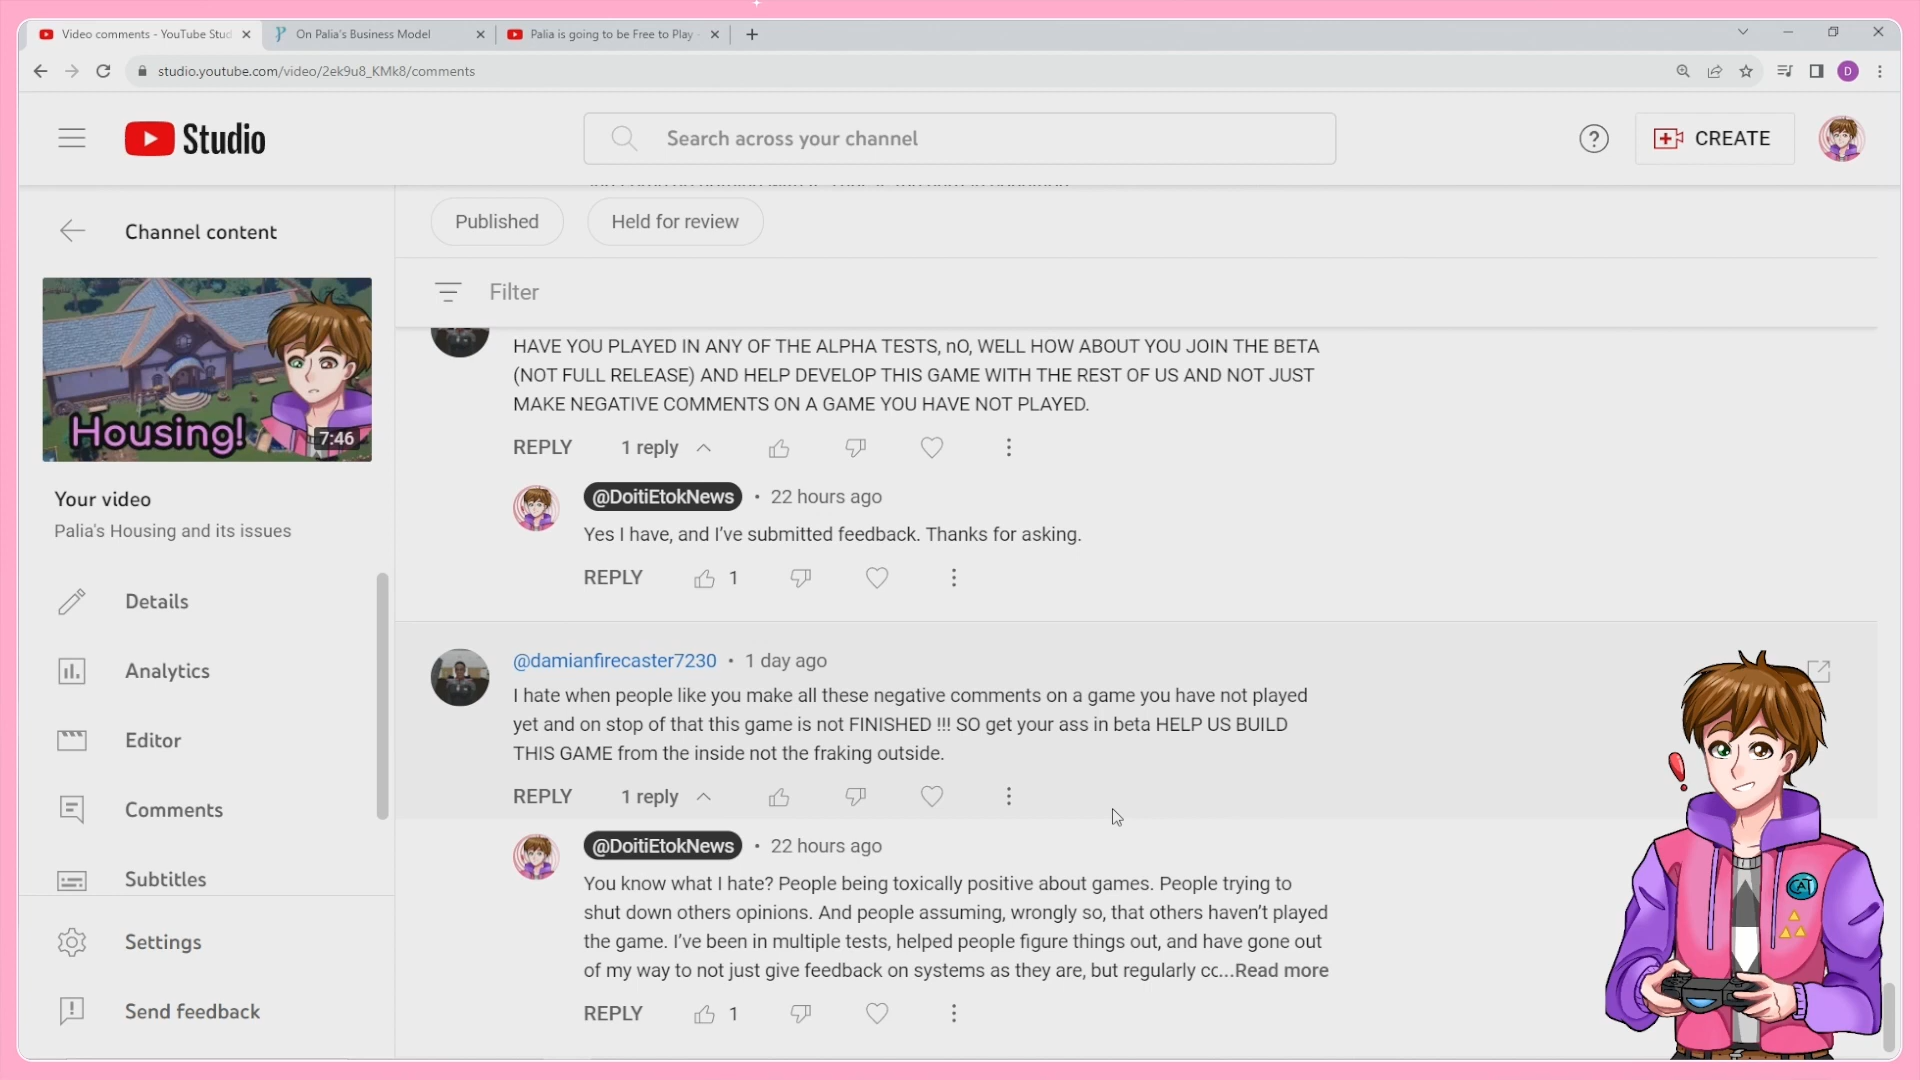 Video comments - YouTube Stud
On Palia's Business Model
Palia is going to be Free to Play -
studio.youtube.com/video/2ek9u8_KMk8/comments
D
Studio
Search across your channel
CREATE
Channel content
Published
Held for review
Filter
Housing!
7:46
Your video
Palia's Housing and its issues
Details
Analytics
Editor
Comments
Subtitles
Settings
Send feedback
HAVE YOU PLAYED IN ANY OF THE ALPHA TESTS, nO, WELL HOW ABOUT YOU JOIN THE BETA
(NOT FULL RELEASE) AND HELP DEVELOP THIS GAME WITH THE REST OF US AND NOT JUST
MAKE NEGATIVE COMMENTS ON A GAME YOU HAVE NOT PLAYED.
REPLY 1 reply
@DoitiEtokNews • 22 hours ago
Yes I have, and I've submitted feedback. Thanks for asking.
REPLY 1
@damianfirecaster7230 • 1 day ago
I hate when people like you make all these negative comments on a game you have not played
yet and on stop of that this game is not FINISHED !!! SO get your ass in beta HELP US BUILD
THIS GAME from the inside not the fraking outside.
REPLY 1 reply
@DoitiEtokNews • 22 hours ago
You know what I hate? People being toxically positive about games. People trying to
shut down others opinions. And people assuming, wrongly so, that others haven't played
the game. I've been in multiple tests, helped people figure things out, and have gone out
of my way to not just give feedback on systems as they are, but regularly cc...Read more
REPLY 1
CAT